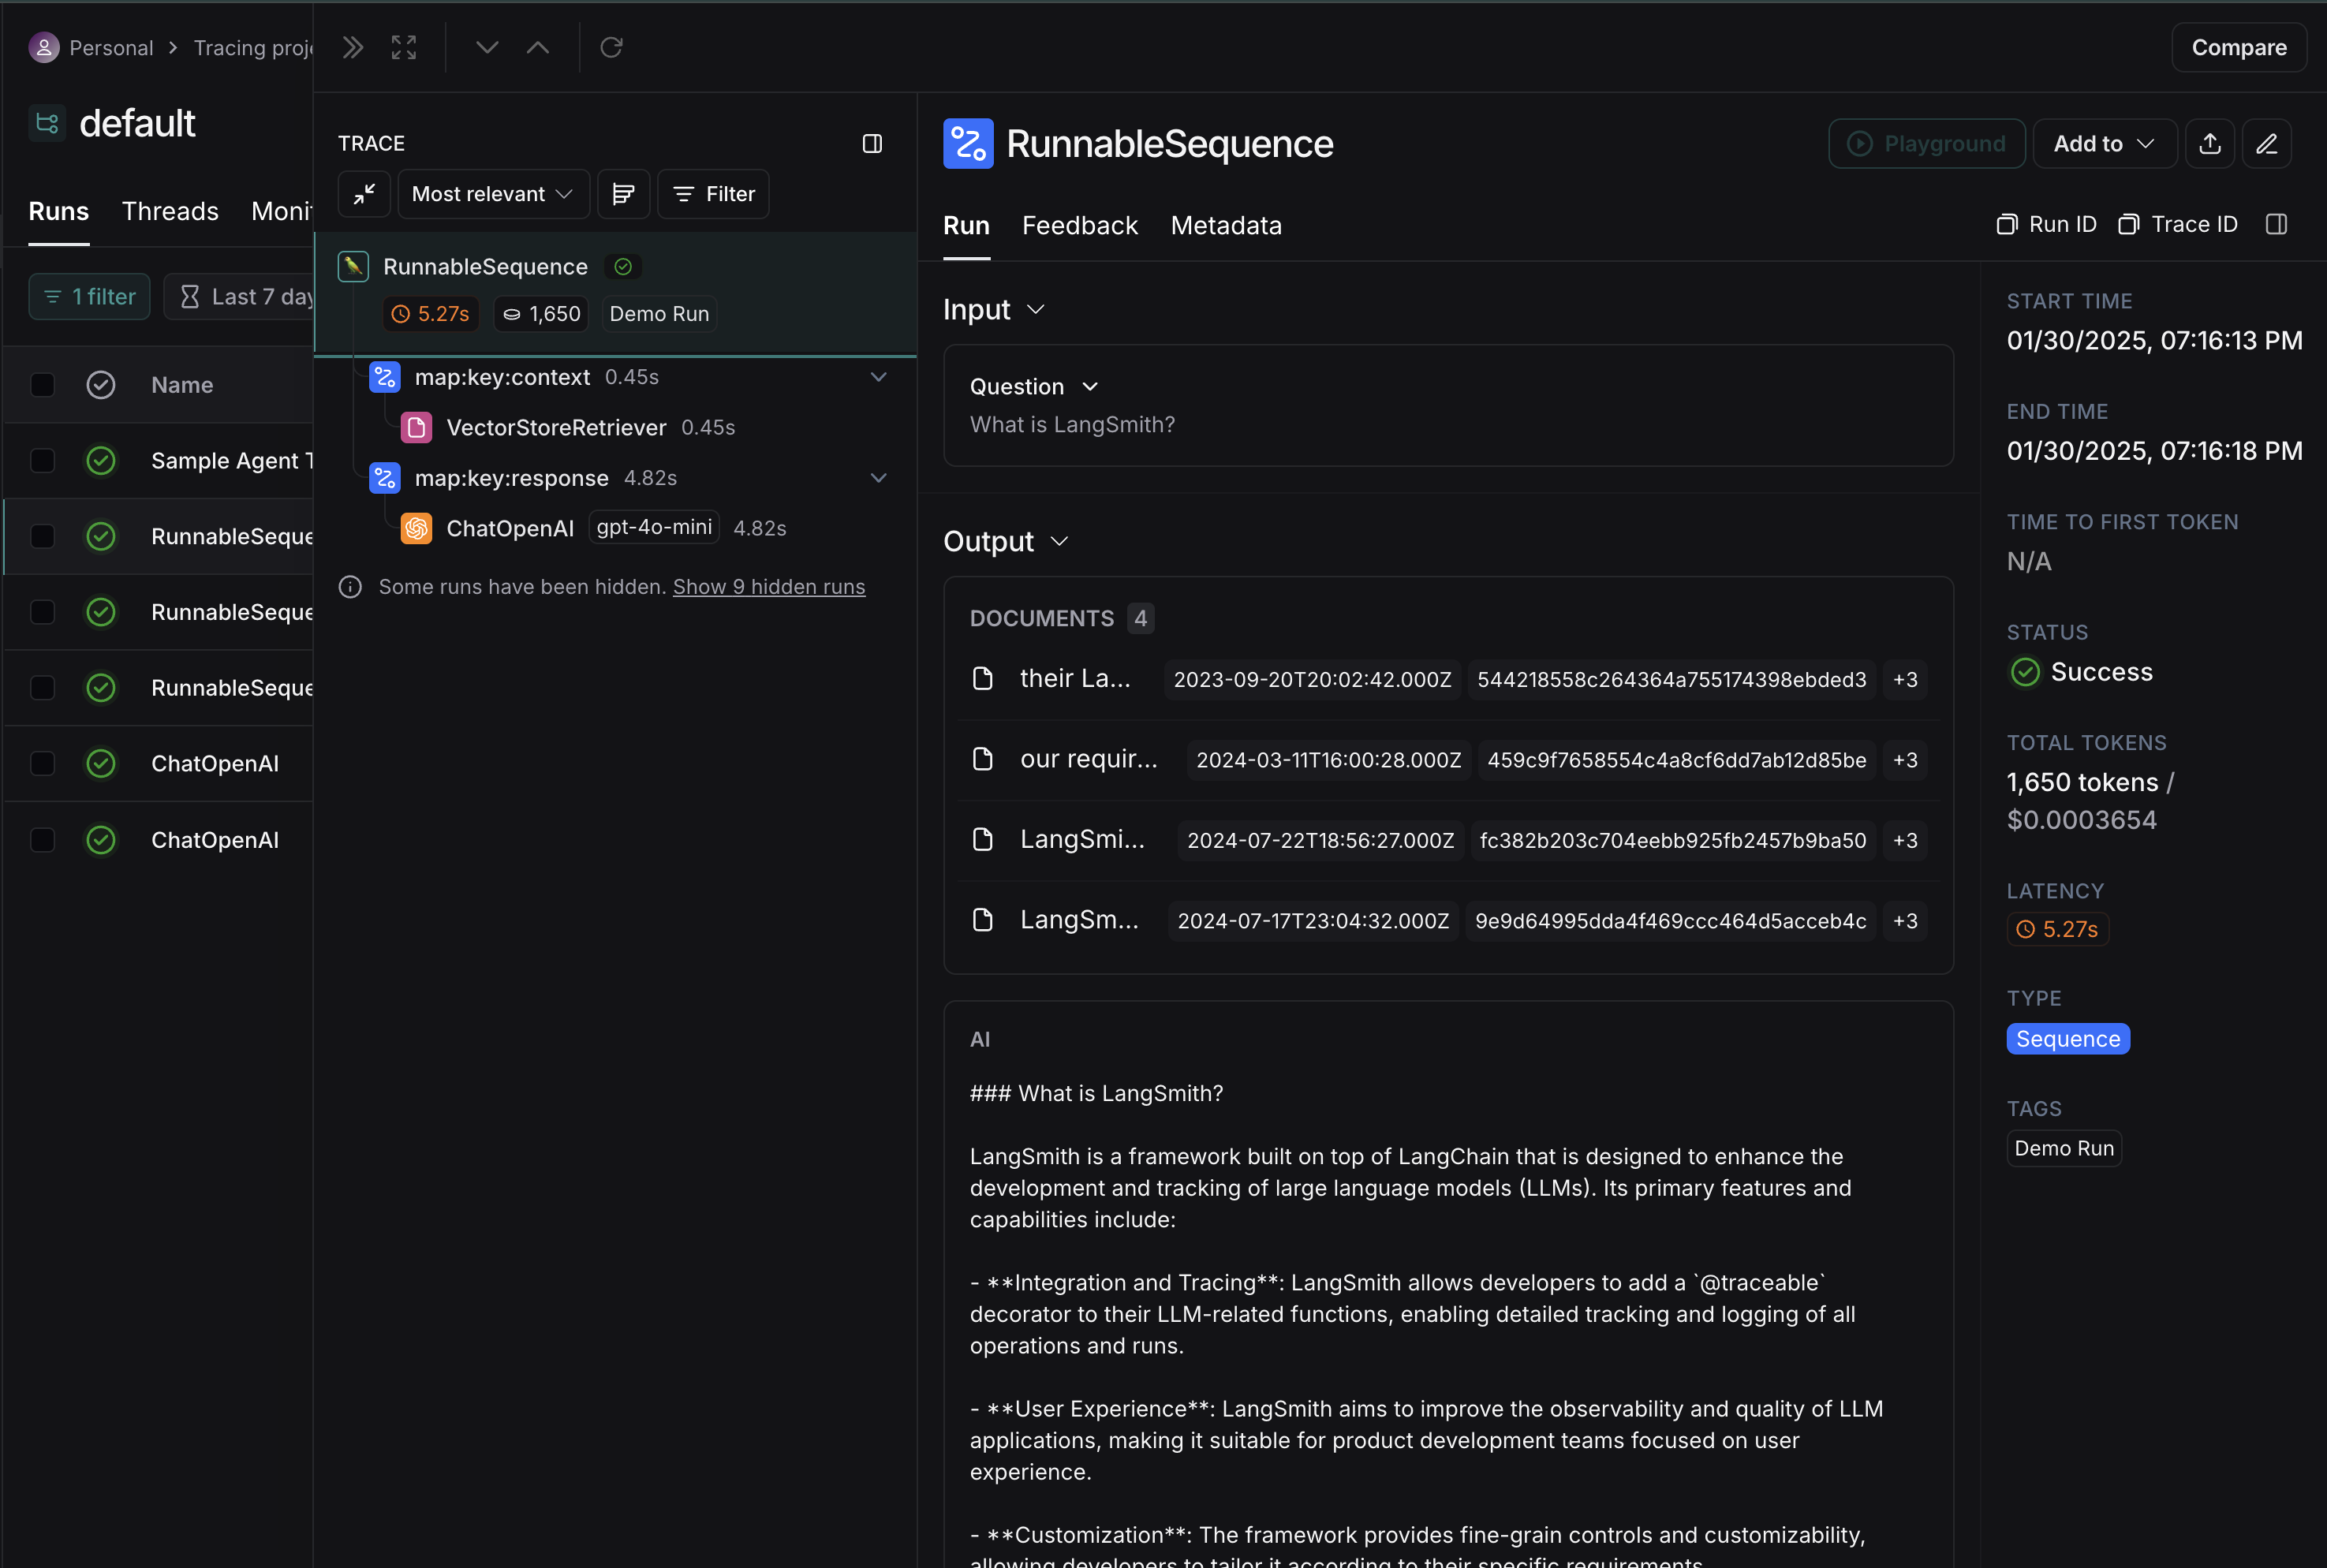 Personal
Tracing proje
Compare
default
Runs
Threads
Monit
1 filter
Last 7 day
Name
Sample Agent T
RunnableSeque
RunnableSeque
RunnableSeque
ChatOpenAI
ChatOpenAI
TRACE
Most relevant
Filter
RunnableSequence
5.27s
1,650
Demo Run
map:key:context 0.45s
VectorStoreRetriever 0.45s
map:key:response 4.82s
ChatOpenAI gpt-4o-mini 4.82s
Some runs have been hidden. Show 9 hidden runs
RunnableSequence
Playground
Add to
Run
Feedback
Metadata
Run ID
Trace ID
Input
Question
What is LangSmith?
Output
DOCUMENTS 4
their La... 2023-09-20T20:02:42.000Z 544218558c264364a755174398ebded3 +3
our requir... 2024-03-11T16:00:28.000Z 459c9f7658554c4a8cf6dd7ab12d85be +3
LangSmi... 2024-07-22T18:56:27.000Z fc382b203c704eebb925fb2457b9ba50 +3
LangSm... 2024-07-17T23:04:32.000Z 9e9d64995dda4f469ccc464d5acceb4c +3
AI
### What is LangSmith?
LangSmith is a framework built on top of LangChain that is designed to enhance the
development and tracking of large language models (LLMs). Its primary features and
capabilities include:
- **Integration and Tracing**: LangSmith allows developers to add a `@traceable`
decorator to their LLM-related functions, enabling detailed tracking and logging of all
operations and runs.
- **User Experience**: LangSmith aims to improve the observability and quality of LLM
applications, making it suitable for product development teams focused on user
experience.
- **Customization**: The framework provides fine-grain controls and customizability,
allowing developers to tailor it according to their specific requirements.
START TIME
01/30/2025, 07:16:13 PM
END TIME
01/30/2025, 07:16:18 PM
TIME TO FIRST TOKEN
N/A
STATUS
Success
TOTAL TOKENS
1,650 tokens /
$0.0003654
LATENCY
5.27s
TYPE
Sequence
TAGS
Demo Run